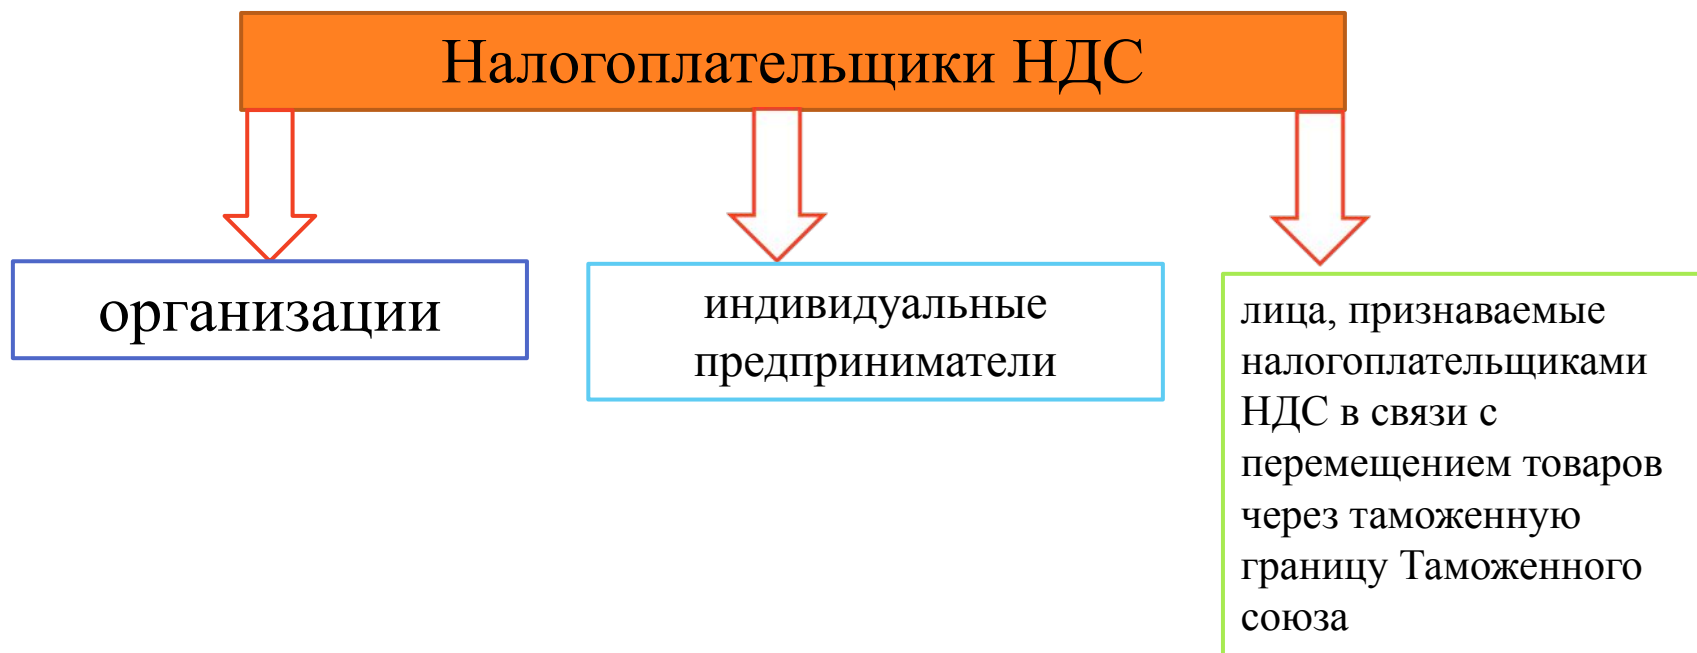 Налогоплательщики НДС
организации
индивидуальные
предприниматели
лица, признаваемые
налогоплательщиками
НДС в связи с
перемещением товаров
через таможенную
границу Таможенного
союза